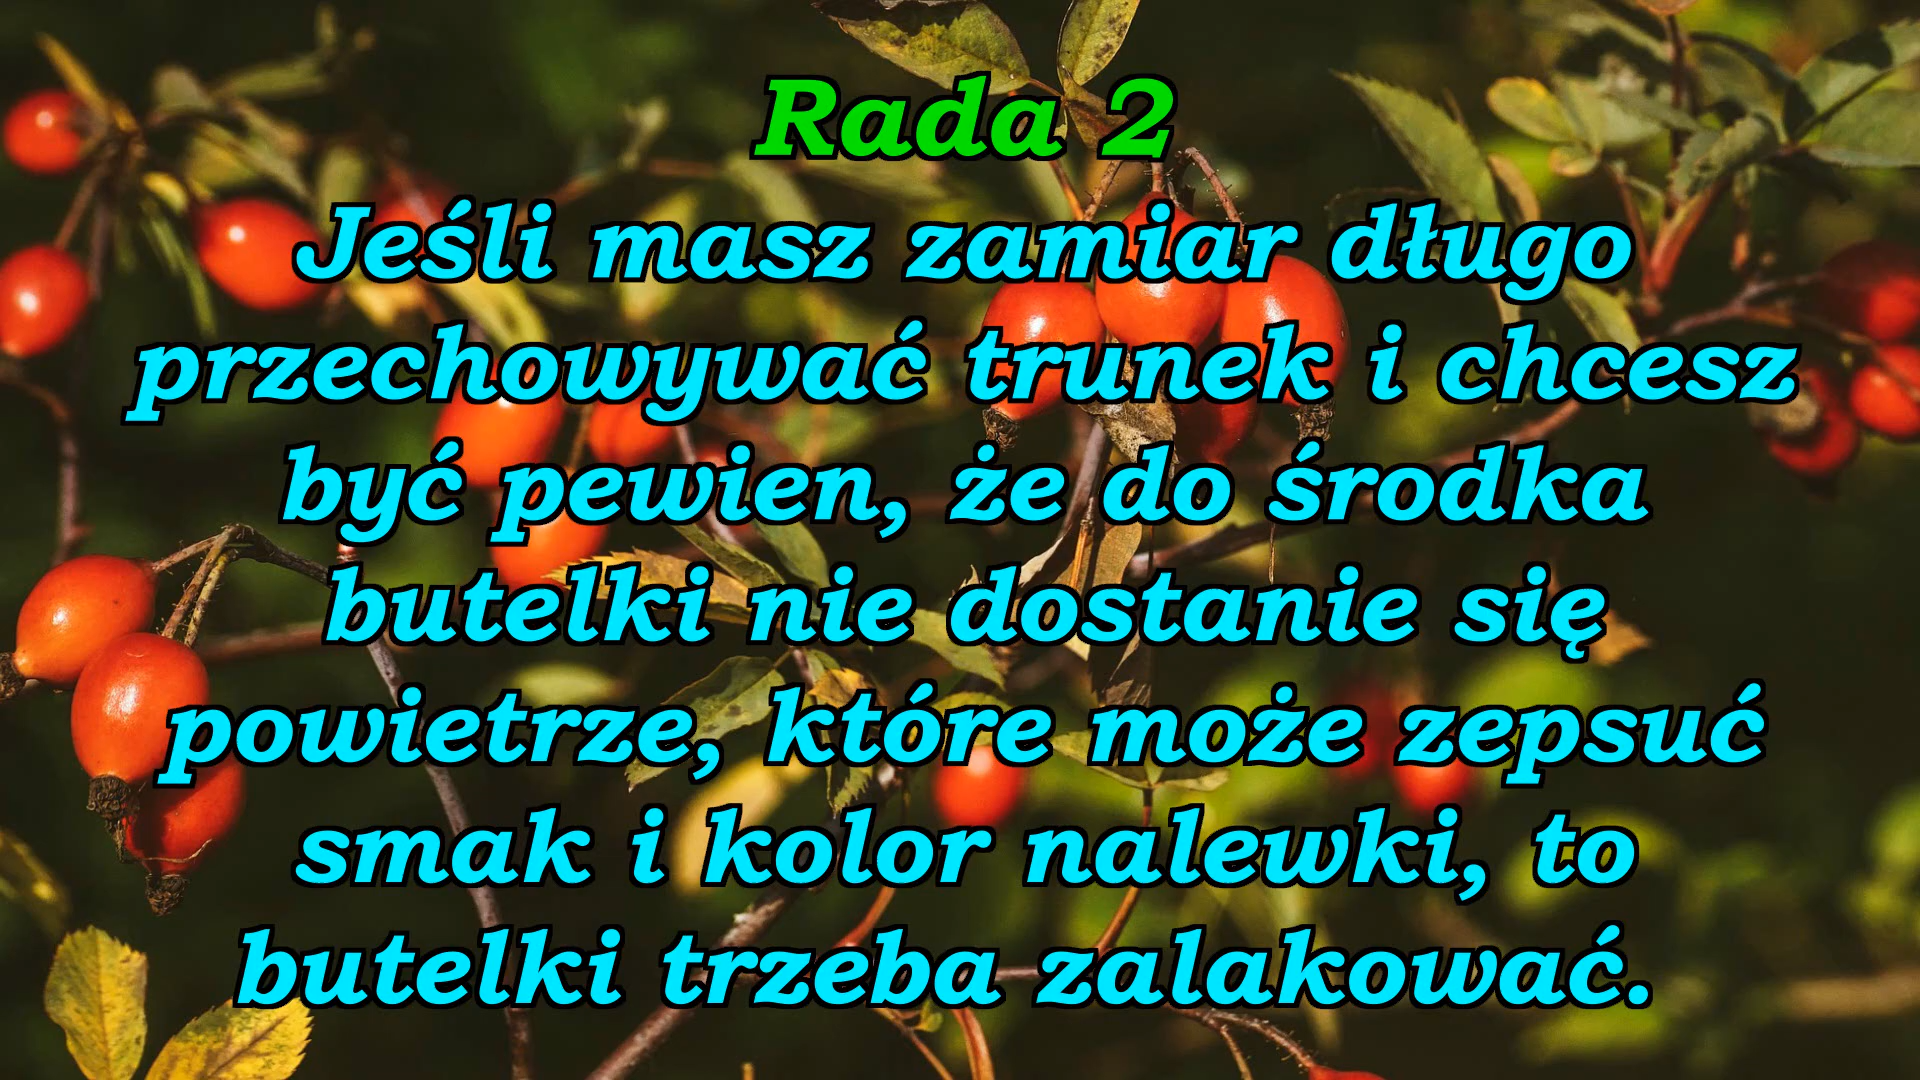 Rada 2
Jeśli masz zamiar długo
przechowywać trunek i chcesz
być pewien, że do środka
butelki nie dostanie się
powietrze, które może zepsuć
smak i kolor nalewki, to
butelki trzeba zalakować.